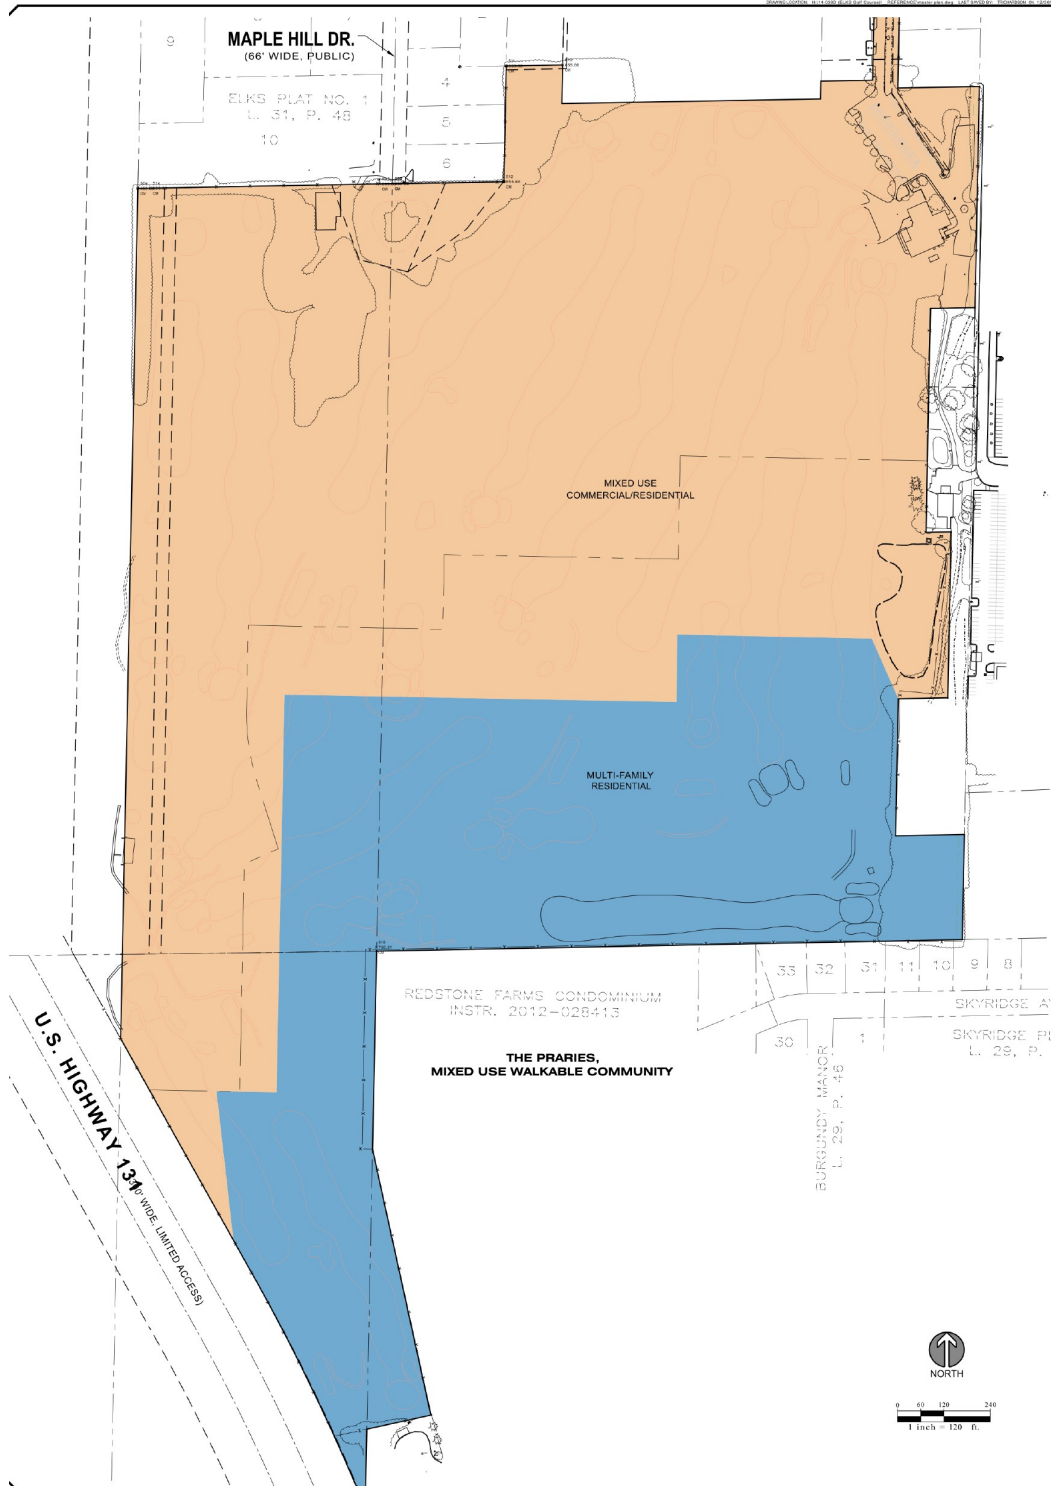 9
MAPLE HILL DR.
(66' WIDE, PUBLIC)
ELKS PLAT NO. 1
L. 31, P. 48
10
4
5
6
MIXED USE
COMMERCIAL/RESIDENTIAL
MULTI-FAMILY
RESIDENTIAL
33
32
31
11
10
9
8
REDSTONE FARMS CONDOMINIUM
INSTR. 2012-028413
SKYRIDGE
30
1
SKYRIDGE
L. 29, P.
BURGUNDY MANOR
L. 29, P. 46
THE PRARIES,
MIXED USE WALKABLE COMMUNITY
U.S. HIGHWAY 131
WIDE, LIMITED ACCESS)
NORTH
0 60 120 240
1 inch = 120 ft.